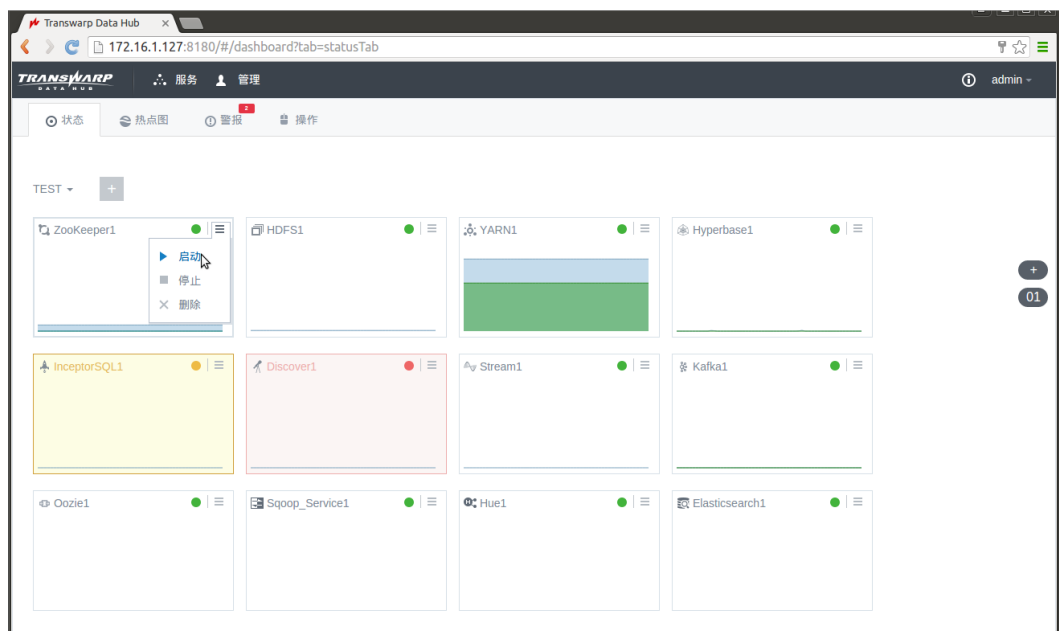 Transwarp Data Hub
172.16.1.127:8180/#/dashboard?tab=statusTab
TRANSWARP 服务 管理 admin
DATA HUB
状态 热点图 警报 2 操作
TEST +
ZooKeeper1 HDFS1 YARN1 Hyperbase1
启动
停止
删除
+
01
InceptorSQL1 Discover1 Stream1 Kafka1
Oozie1 Sqoop_Service1 Hue1 Elasticsearch1